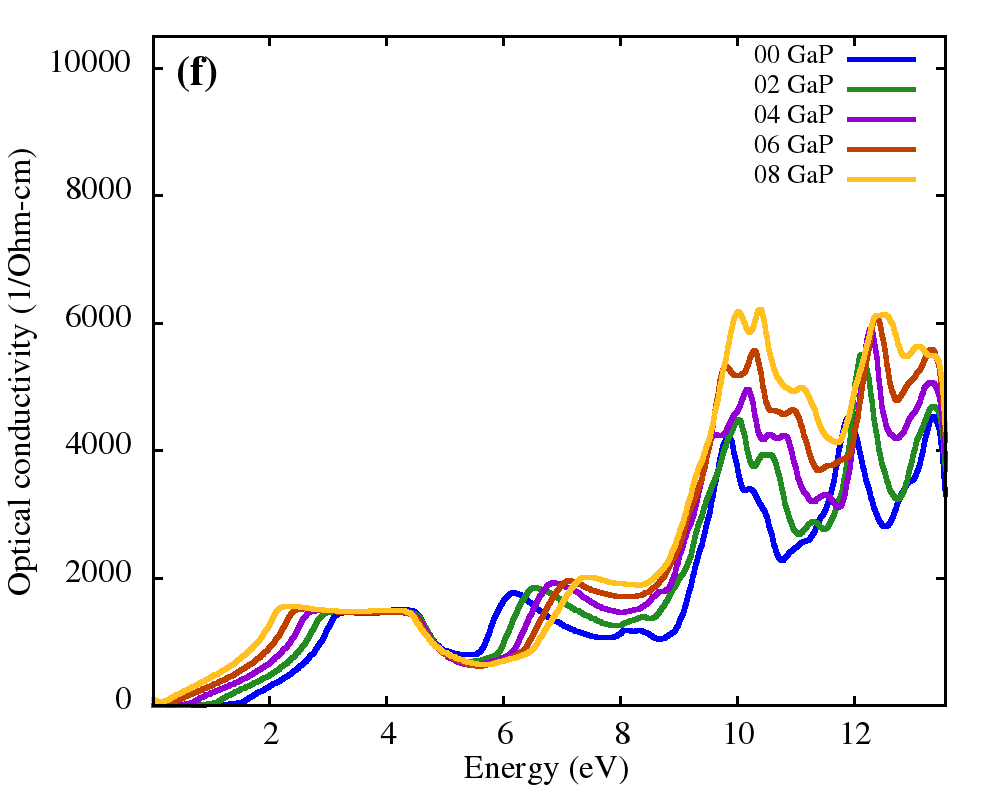 (f)
00 GaP
02 GaP
04 GaP
06 GaP
08 GaP
10000
8000
6000
4000
2000
0
Optical conductivity (1/Ohm-cm)
2 4 6 8 10 12
Energy (eV)